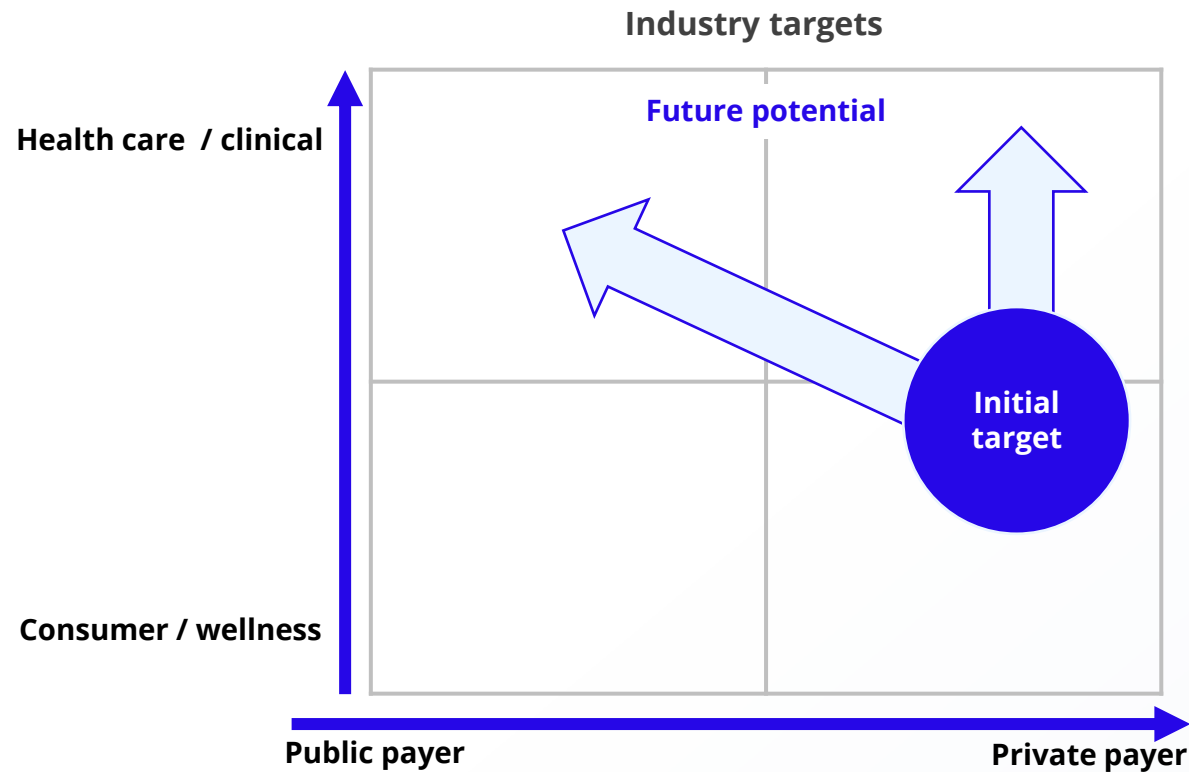 Industry targets
Future potential
Health care / clinical
Initial
target
Consumer / wellness
Public payer
Private payer